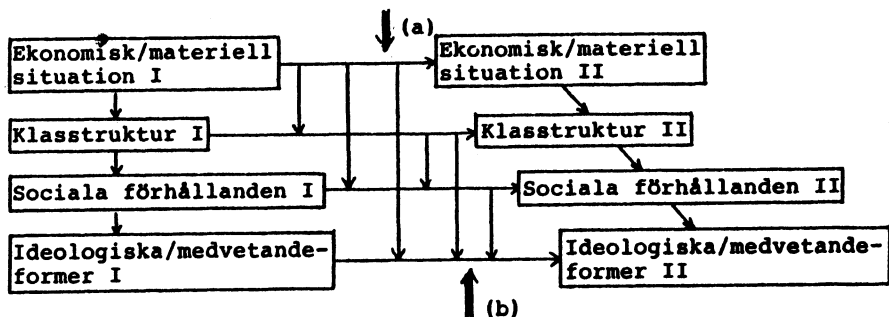 (a)
Ekonomisk/materiell
situation I
Ekonomisk/materiell
situation II
Klasstruktur I
Klasstruktur II
Sociala förhållanden I
Sociala förhållanden II
Ideologiska/medvetande-
former I
Ideologiska/medvetande-
former II
(b)